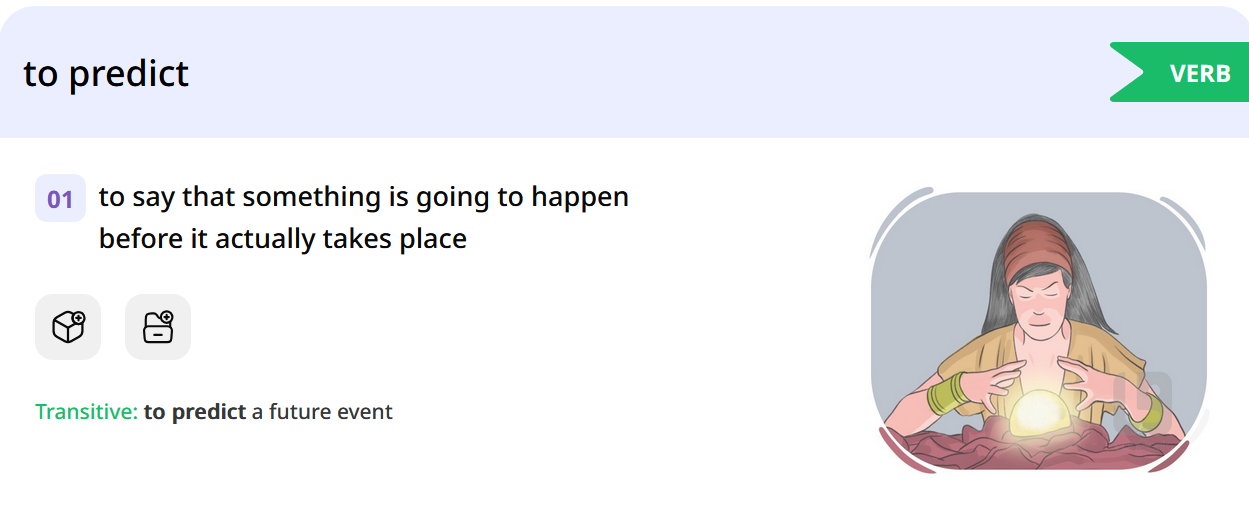 to predict
VERB
01 to say that something is going to happen
before it actually takes place
Transitive: to predict a future event